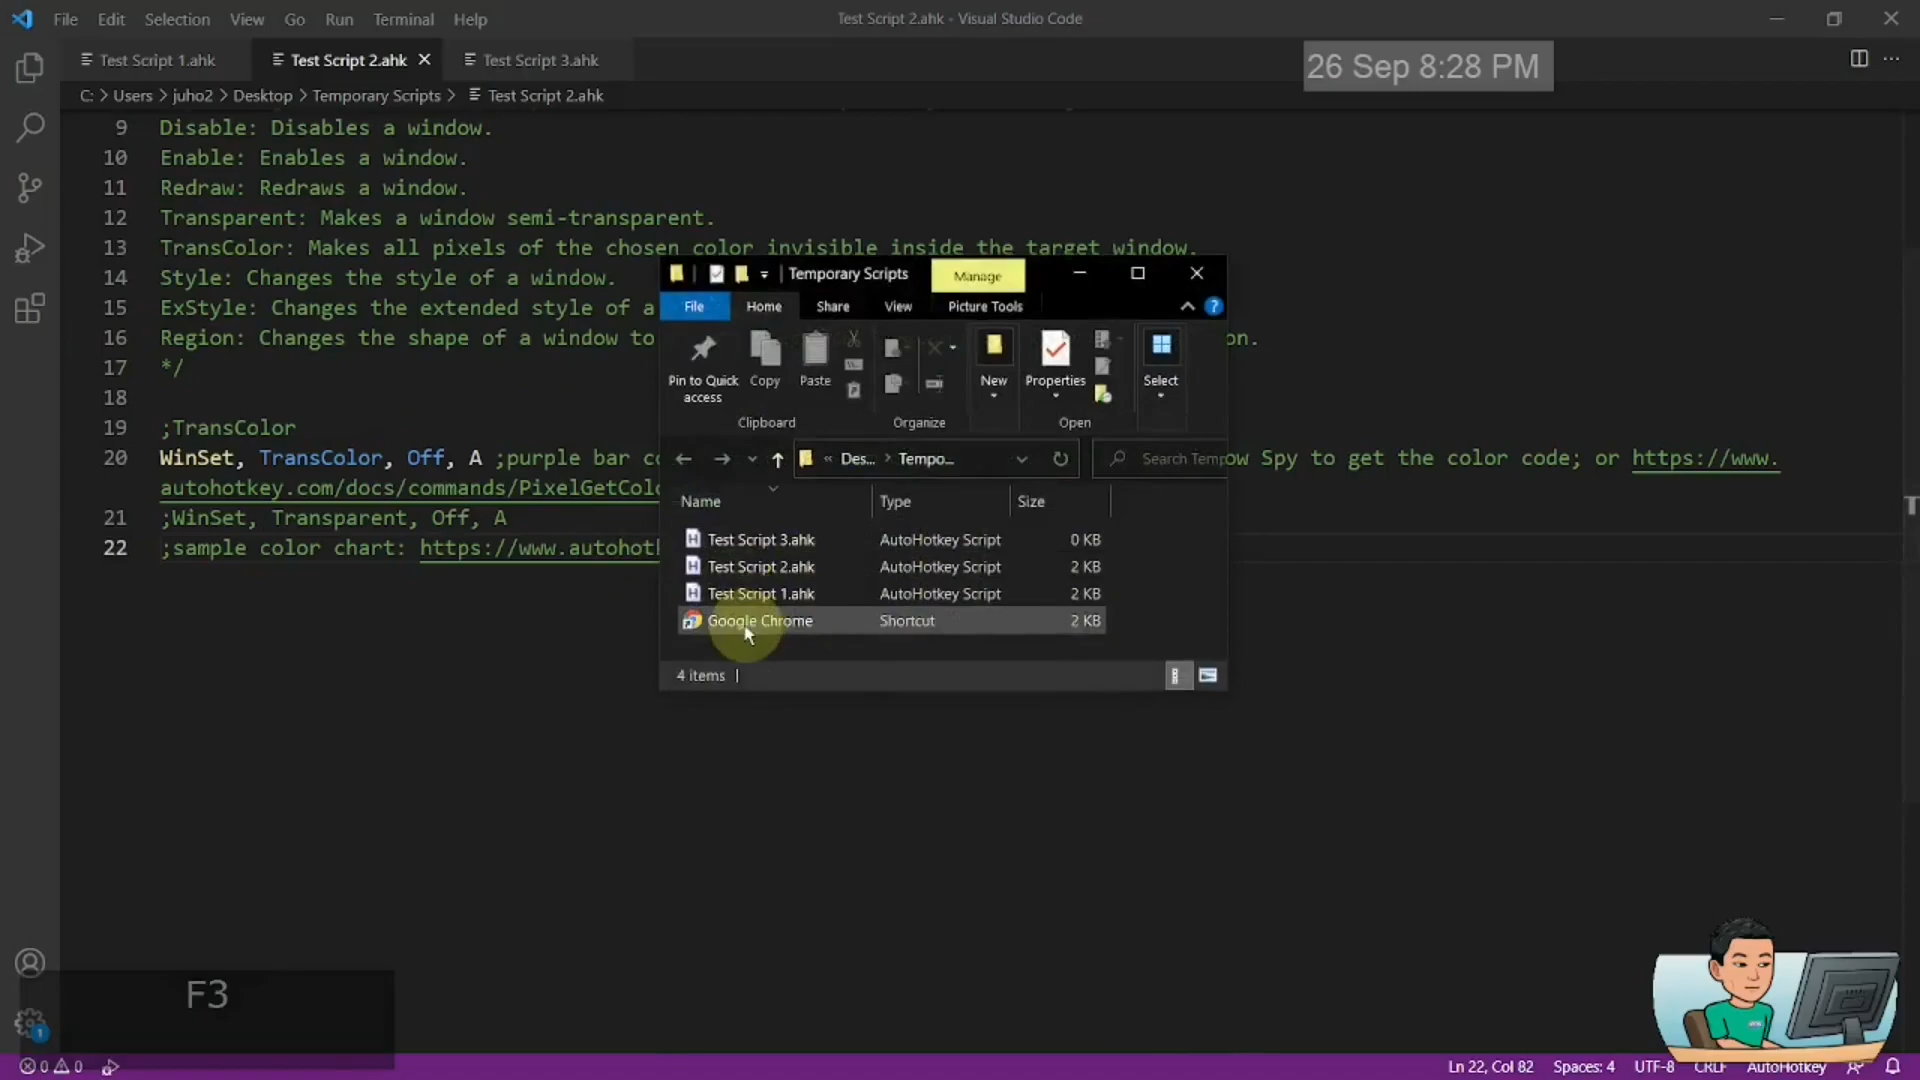 File Edit Selection View Go Run Terminal Help
Test Script 2.ahk - Visual Studio Code
Test Script 1.ahk
Test Script 2.ahk
Test Script 3.ahk
26 Sep 8:28 PM
C: > Users > juho2 > Desktop > Temporary Scripts > Test Script 2.ahk
9 Disable: Disables a window.
10 Enable: Enables a window.
11 Redraw: Redraws a window.
12 Transparent: Makes a window semi-transparent.
13 TransColor: Makes all pixels of the chosen color invisible inside the target window.
14 Style: Changes the style of a window.
15 ExStyle: Changes the extended style of a
16 Region: Changes the shape of a window to on.
17 */
18
19 ;TransColor
20 WinSet, TransColor, Off, A ;purple bar co ow Spy to get the color code; or https://www.
autohotkey.com/docs/commands/PixelGetColo
21 ;WinSet, Transparent, Off, A
22 ;sample color chart: https://www.autohotk
Temporary Scripts
Manage
File Home Share View Picture Tools
Pin to Quick access
Copy
Paste
New
Properties
Select
Clipboard
Organize
Open
« Des... > Tempo...
Search Temp
Name Type Size
Test Script 3.ahk AutoHotkey Script 0 KB
Test Script 2.ahk AutoHotkey Script 2 KB
Test Script 1.ahk AutoHotkey Script 2 KB
Google Chrome Shortcut 2 KB
4 items
F3
1
0 0
Ln 22, Col 82 Spaces: 4 UTF-8 CRLF AutoHotkey